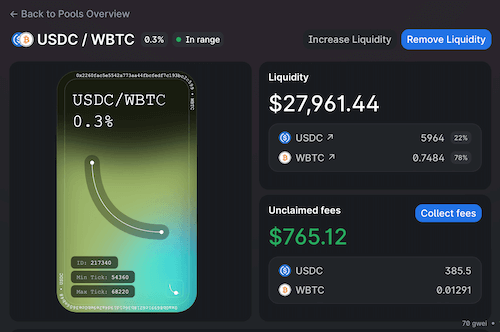 ← Back to Pools Overview
USDC / WBTC 0.3% In range
Increase Liquidity
Remove Liquidity
USDC/WBTC
0.3%
ID: 217340
Min Tick: 54360
Max Tick: 68220
Liquidity
$27,961.44
USDC ↗ 5964 22%
WBTC ↗ 0.7484 78%
Unclaimed fees
Collect fees
$765.12
USDC 385.5
WBTC 0.01291
70 gwei